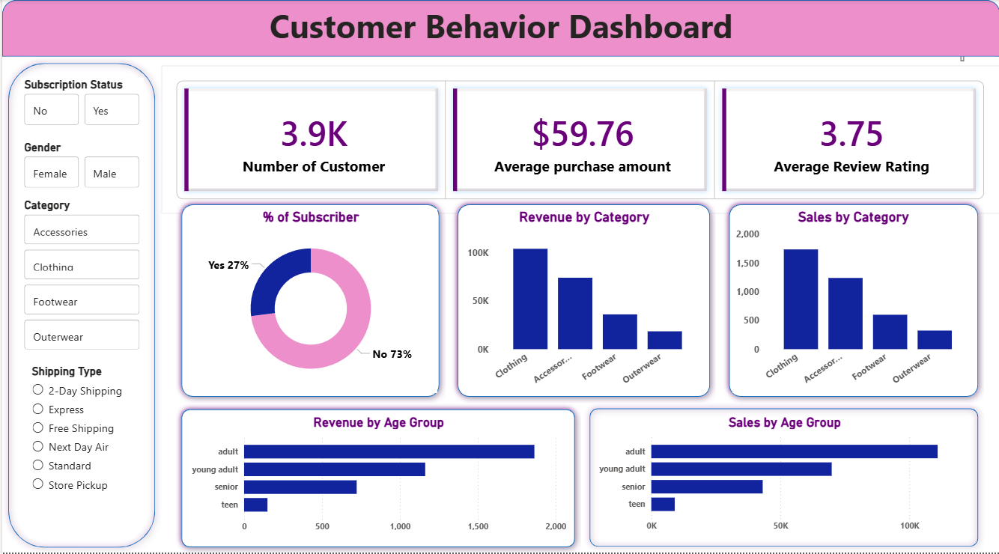 Customer Behavior Dashboard
Subscription Status
No
Yes
Gender
Female
Male
Category
Accessories
Clothing
Footwear
Outerwear
Shipping Type
2-Day Shipping
Express
Free Shipping
Next Day Air
Standard
Store Pickup
3.9K
Number of Customer
$59.76
Average purchase amount
3.75
Average Review Rating
% of Subscriber
Yes 27%
No 73%
Revenue by Category
100K
50K
0K
Clothing
Accessor...
Footwear
Outerwear
Sales by Category
2,000
1,500
1,000
500
0
Clothing
Accessor...
Footwear
Outerwear
Revenue by Age Group
adult
young adult
senior
teen
0
500
1,000
1,500
2,000
Sales by Age Group
adult
young adult
senior
teen
0K
50K
100K